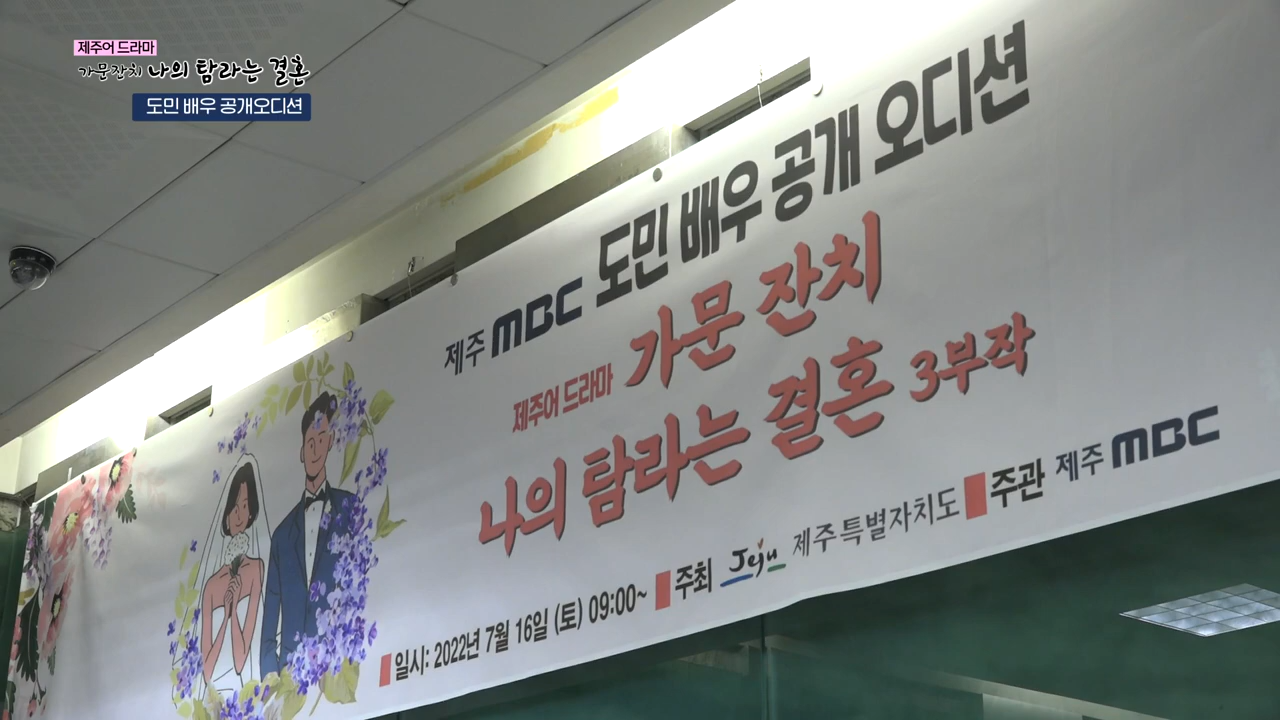 제주어 드라마
가문잔치 나의 탐라는 결혼
도민 배우 공개오디션
제주 MBC 도민 배우 공개 오디션
제주어 드라마 가문 잔치
나의 탐라는 결혼 3부작
일시: 2022년 7월 16일 (토) 09:00~ 주최 Jeju 제주특별자치도 주관 제주 MBC